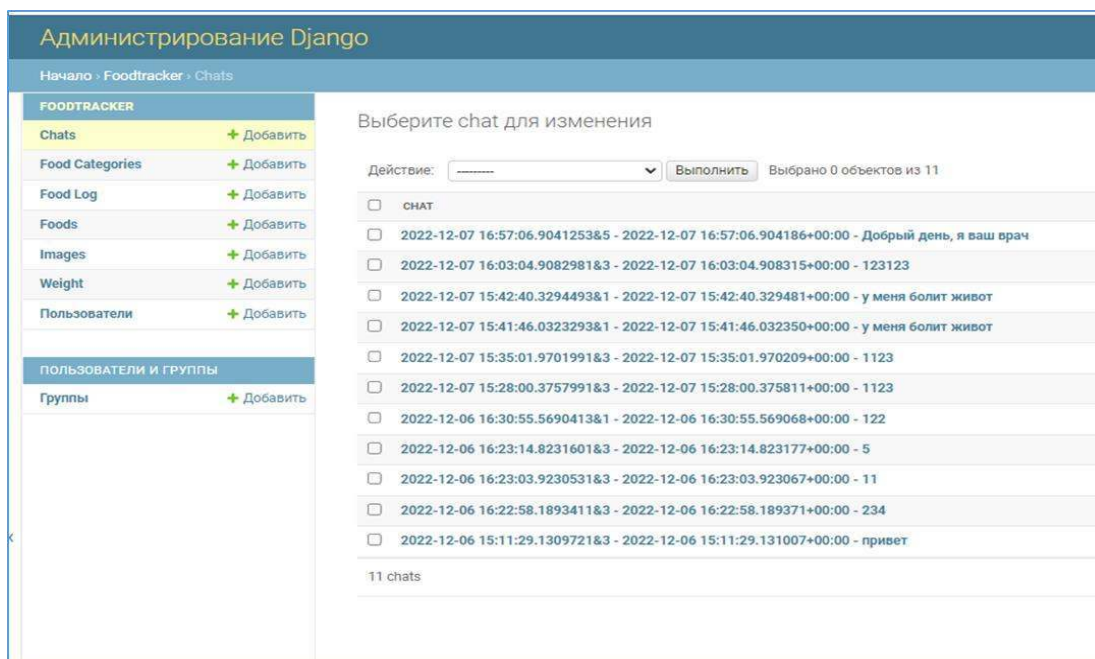 Администрирование Django
Начало › Foodtracker › Chats
FOODTRACKER
Chats + Добавить
Food Categories + Добавить
Food Log + Добавить
Foods + Добавить
Images + Добавить
Weight + Добавить
Пользователи + Добавить
ПОЛЬЗОВАТЕЛИ И ГРУППЫ
Группы + Добавить
Выберите chat для изменения
Действие: --------- Выполнить Выбрано 0 объектов из 11
CHAT
2022-12-07 16:57:06.9041253&5 - 2022-12-07 16:57:06.904186+00:00 - Добрый день, я ваш врач
2022-12-07 16:03:04.9082981&3 - 2022-12-07 16:03:04.908315+00:00 - 123123
2022-12-07 15:42:40.3294493&1 - 2022-12-07 15:42:40.329481+00:00 - у меня болит живот
2022-12-07 15:41:46.0323293&1 - 2022-12-07 15:41:46.032350+00:00 - у меня болит живот
2022-12-07 15:35:01.9701991&3 - 2022-12-07 15:35:01.970209+00:00 - 1123
2022-12-07 15:28:00.3757991&3 - 2022-12-07 15:28:00.375811+00:00 - 1123
2022-12-06 16:30:55.5690413&1 - 2022-12-06 16:30:55.569068+00:00 - 122
2022-12-06 16:23:14.8231601&3 - 2022-12-06 16:23:14.823177+00:00 - 5
2022-12-06 16:23:03.9230531&3 - 2022-12-06 16:23:03.923067+00:00 - 11
2022-12-06 16:22:58.1893411&3 - 2022-12-06 16:22:58.189371+00:00 - 234
2022-12-06 15:11:29.1309721&3 - 2022-12-06 15:11:29.131007+00:00 - привет
11 chats